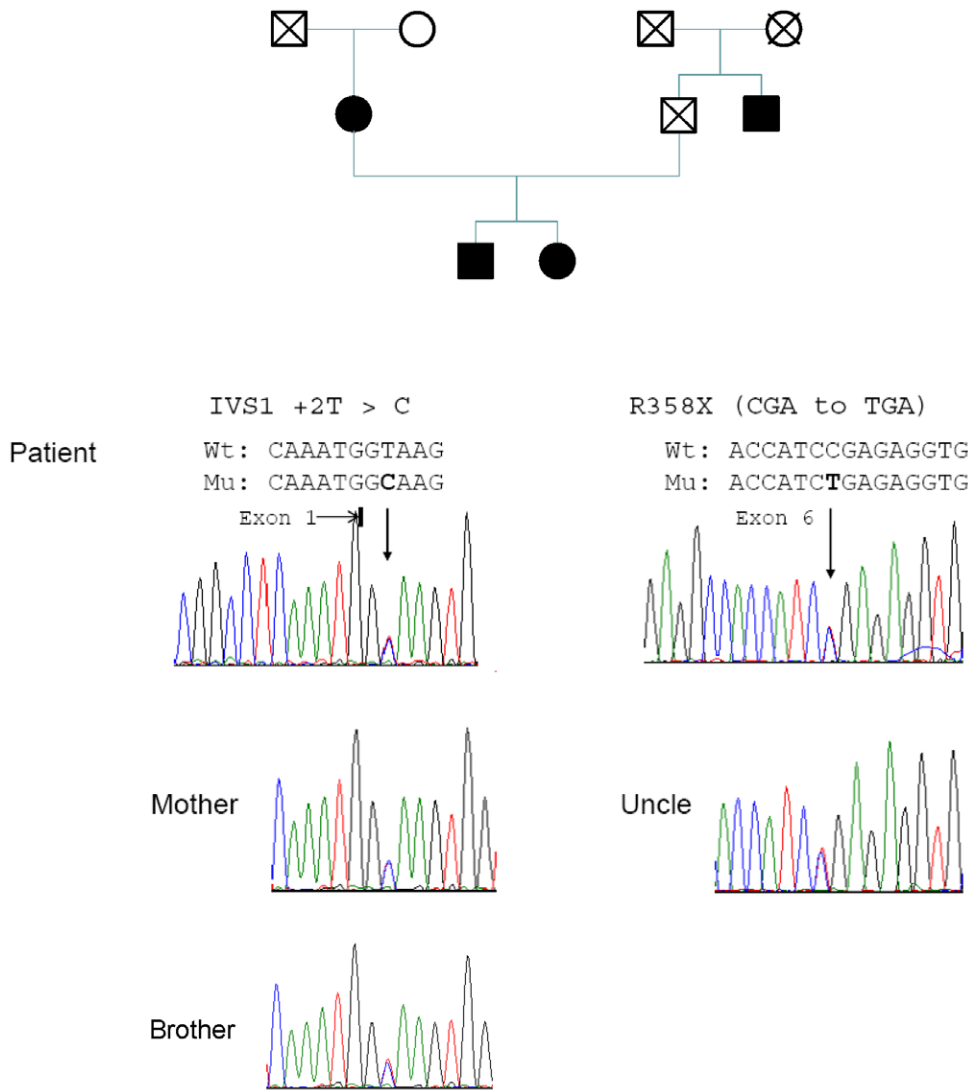 IVS1 +2T > C
R358X (CGA to TGA)
Patient
Wt: CAAATGGTAAG
Wt: ACCATCCGAGAGGTG
Mu: CAAATGGCAAG
Mu: ACCATCTGAGAGGTG
Exon 1
Exon 6
Mother
Uncle
Brother